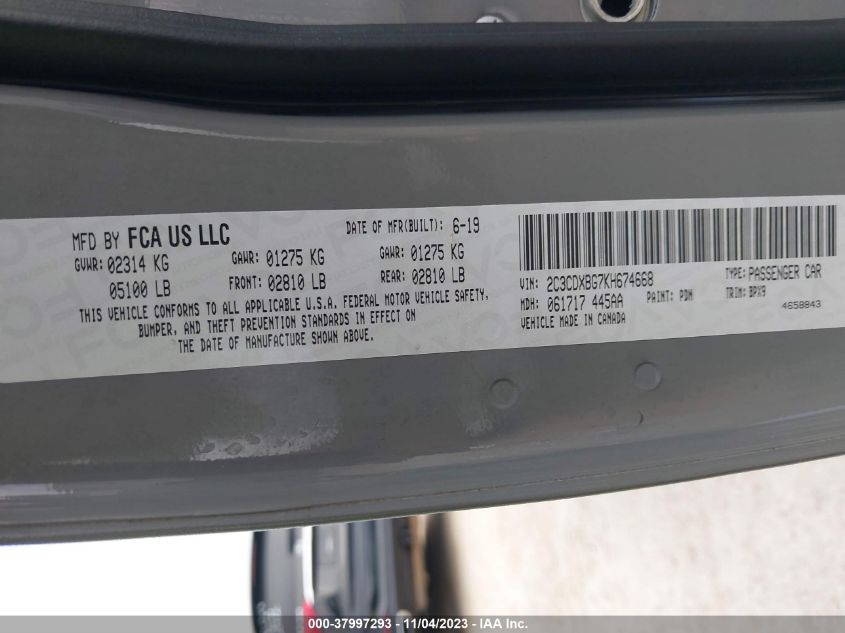 MFD BY FCA US LLC
DATE OF MFR(BUILT): 6-19
GVWR: 02314 KG
GAWR: 01275 KG
GAWR: 01275 KG
05100 LB
FRONT: 02810 LB
REAR: 02810 LB
THIS VEHICLE CONFORMS TO ALL APPLICABLE U.S.A. FEDERAL MOTOR VEHICLE SAFETY,
BUMPER, AND THEFT PREVENTION STANDARDS IN EFFECT ON
THE DATE OF MANUFACTURE SHOWN ABOVE.
VIN: 2C3CDXBG7KH674668
TYPE: PASSENGER CAR
MDH: 061717 445AA
PAINT: PDN
TRIM: BPX9
VEHICLE MADE IN CANADA
4658843
000-37997293 - 11/04/2023 - IAA Inc.